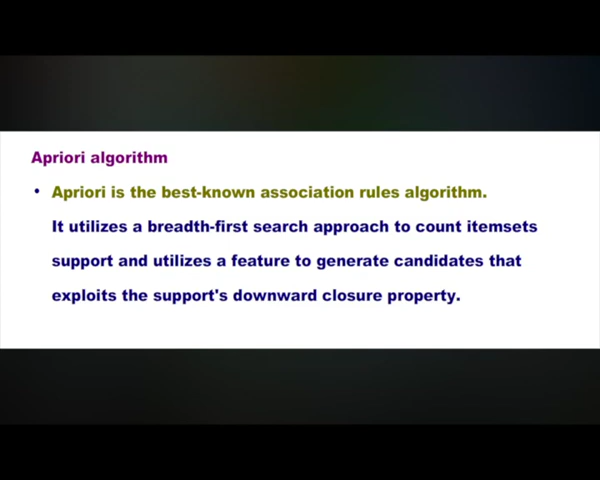 Apriori algorithm
• Apriori is the best-known association rules algorithm.
It utilizes a breadth-first search approach to count itemsets
support and utilizes a feature to generate candidates that
exploits the support's downward closure property.